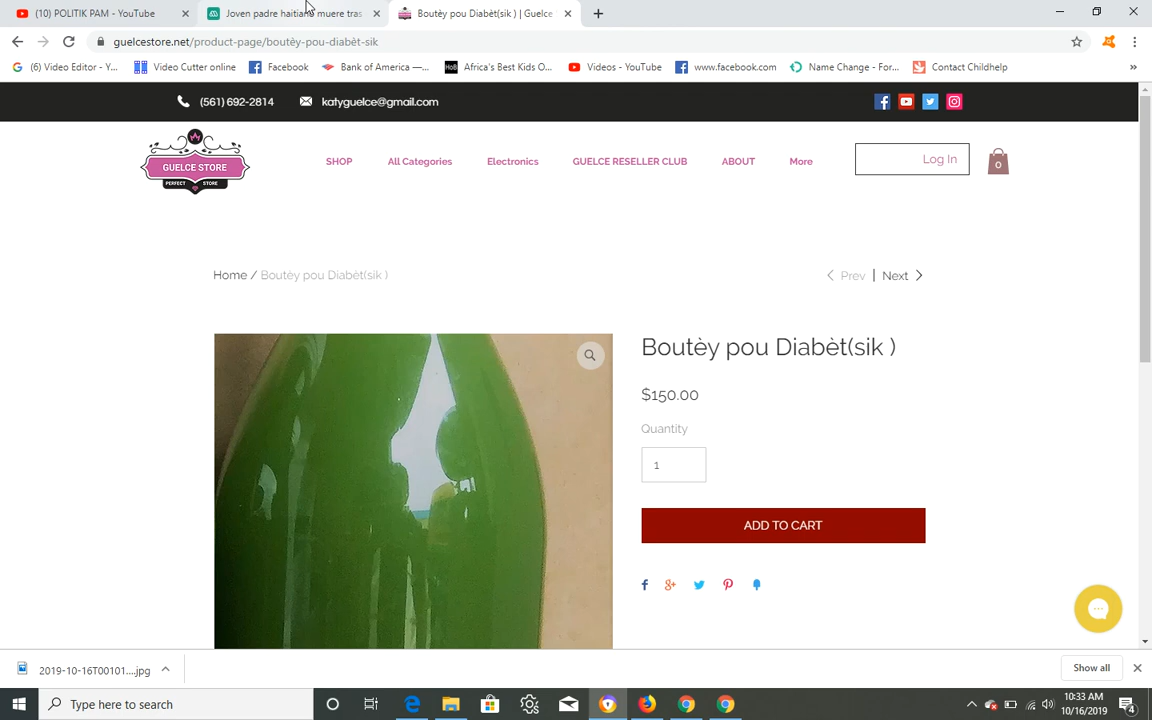 (10) POLITIK PAM - YouTube
Joven padre haitiano muere tras
Boutèy pou Diabèt(sik ) | Guelce
guelcestore.net/product-page/boutèy-pou-diabèt-sik
(6) Video Editor - Y...
Video Cutter online
Facebook
Bank of America —...
HoB
Africa's Best Kids O...
Videos - YouTube
www.facebook.com
Name Change - For...
Contact Childhelp
»
(561) 692-2814
katyguelce@gmail.com
GUELCE STORE
PERFECT STORE
SHOP
All Categories
Electronics
GUELCE RESELLER CLUB
ABOUT
More
Log In
0
Home / Boutèy pou Diabèt(sik )
Prev | Next
Boutèy pou Diabèt(sik )
$150.00
Quantity
1
ADD TO CART
2019-10-16T00101....jpg
Show all
Type here to search
10:33 AM
10/16/2019
4